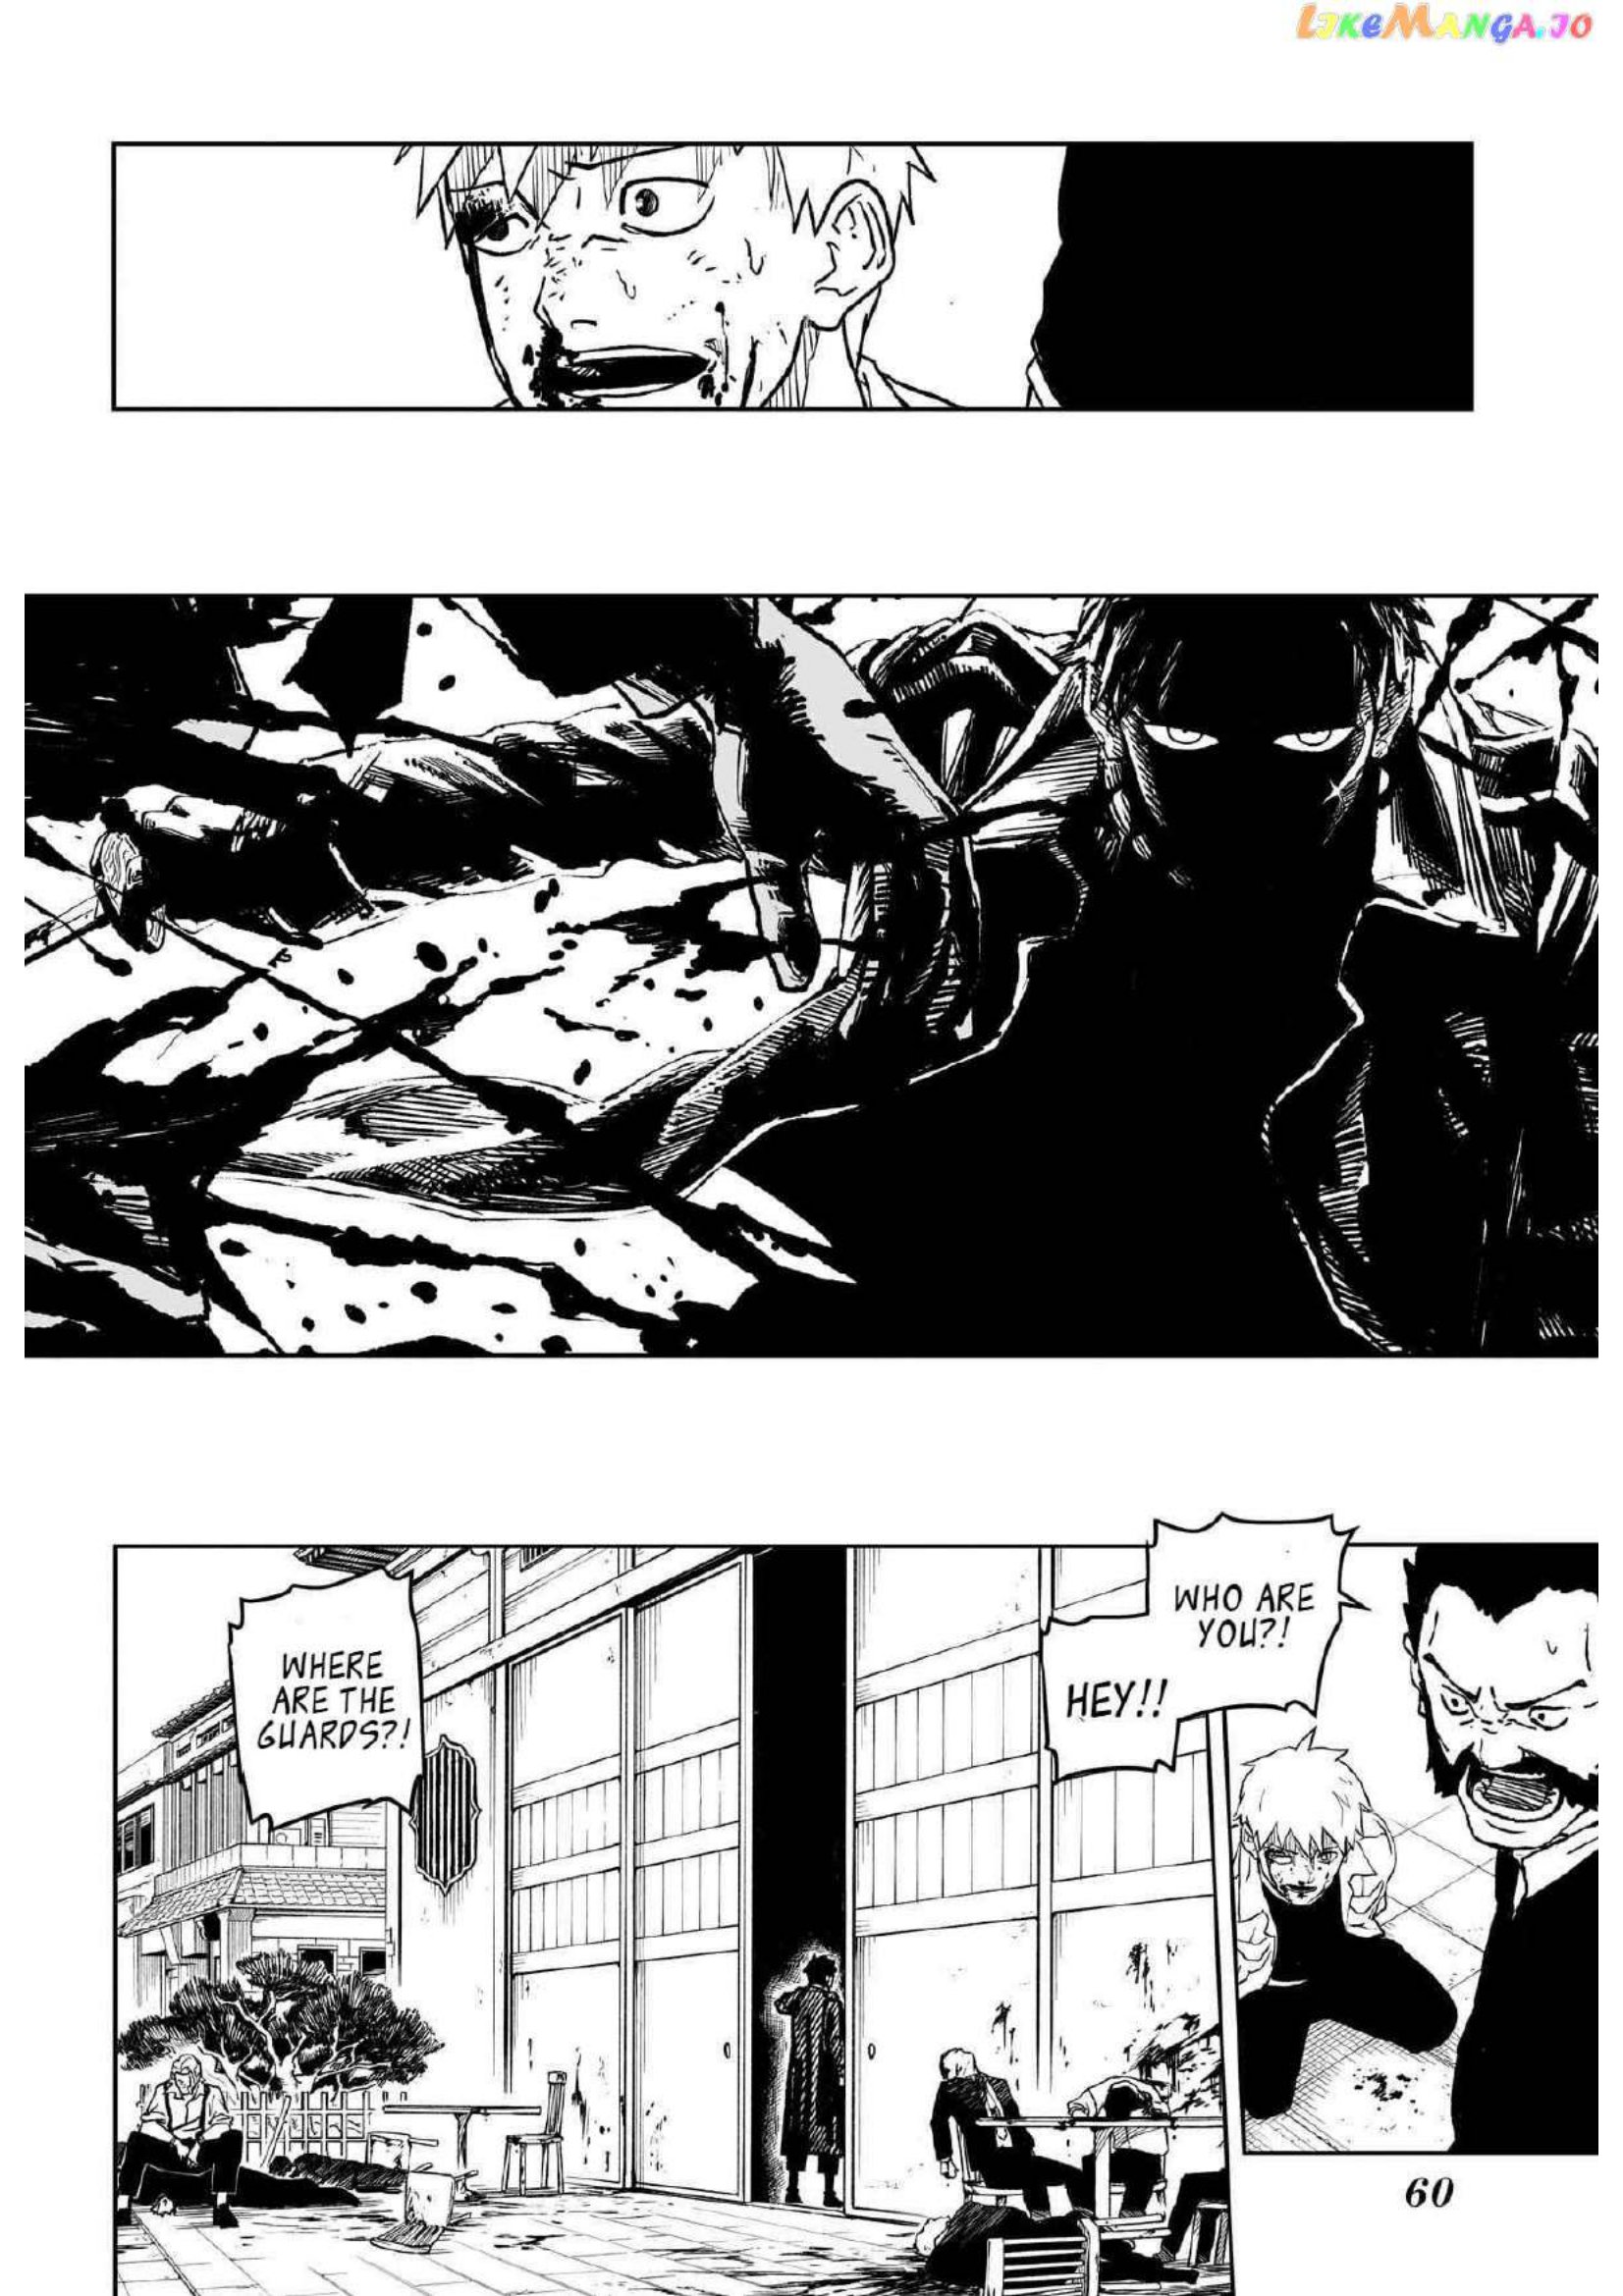 LIKEMANGA.IO
WHO ARE
YOU?!
HEY!!
WHERE
ARE THE
GUARDS?!
60